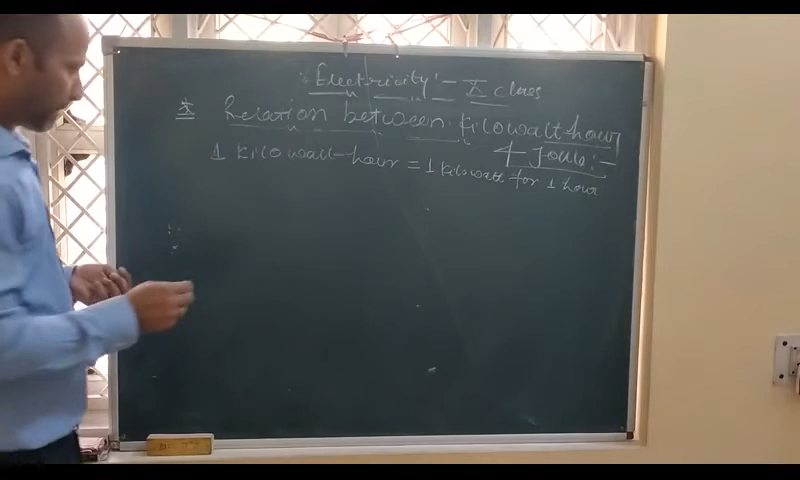 Electricity :- X class
* Relation between kilowatt-hour
& Joule :-
1 kilowatt-hour = 1 kilowatt for 1 hour